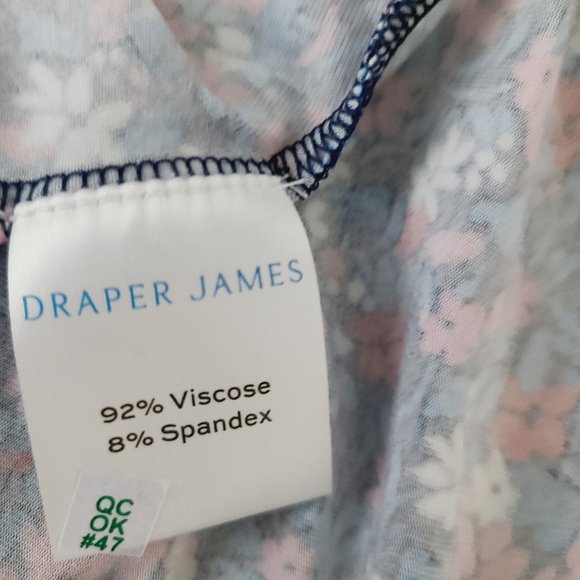 DRAPER JAMES
92% Viscose
8% Spandex
QC
OK
#47